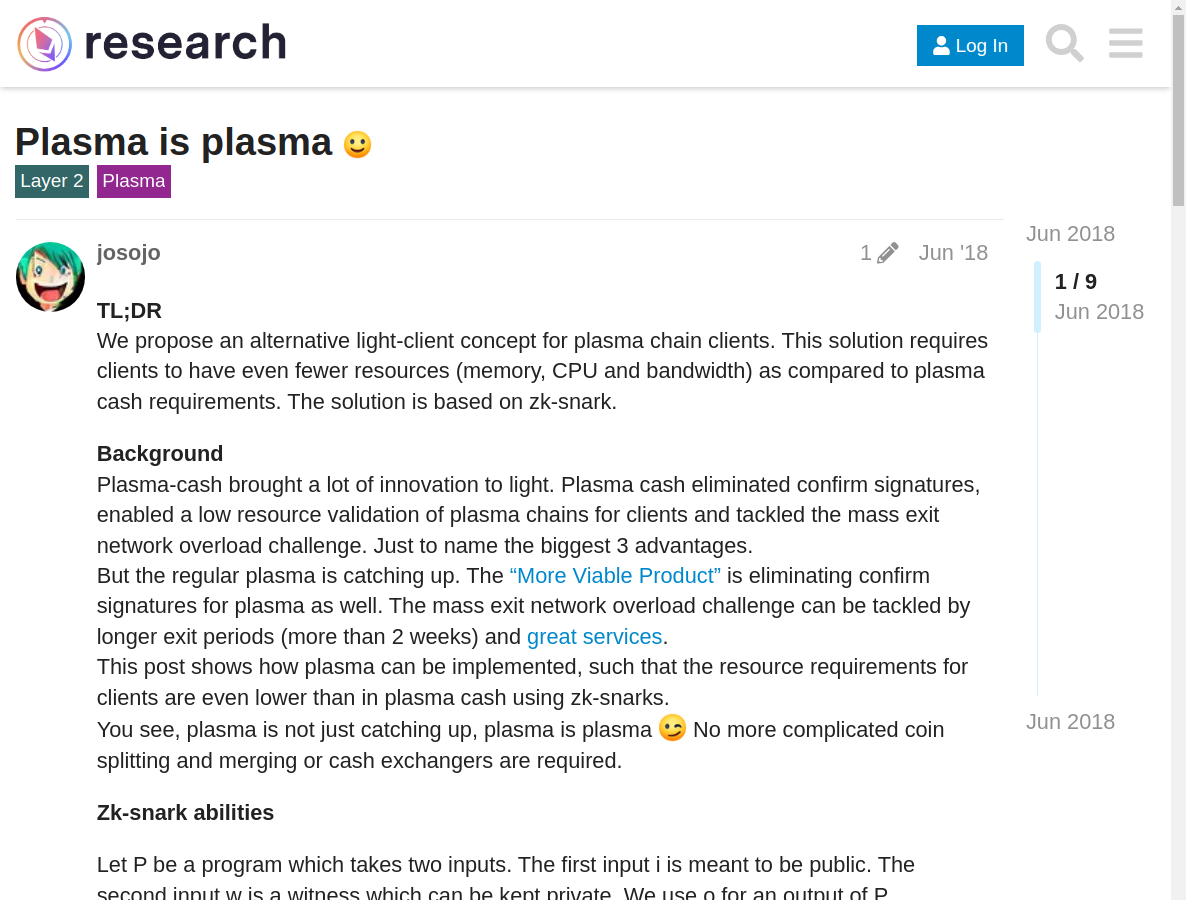 research
Log In
Plasma is plasma 🙂
Layer 2 Plasma
Jun 2018
josojo
1
Jun '18
1 / 9
Jun 2018
TL;DR
We propose an alternative light-client concept for plasma chain clients. This solution requires
clients to have even fewer resources (memory, CPU and bandwidth) as compared to plasma
cash requirements. The solution is based on zk-snark.
Background
Plasma-cash brought a lot of innovation to light. Plasma cash eliminated confirm signatures,
enabled a low resource validation of plasma chains for clients and tackled the mass exit
network overload challenge. Just to name the biggest 3 advantages.
But the regular plasma is catching up. The “More Viable Product” is eliminating confirm
signatures for plasma as well. The mass exit network overload challenge can be tackled by
longer exit periods (more than 2 weeks) and great services.
This post shows how plasma can be implemented, such that the resource requirements for
clients are even lower than in plasma cash using zk-snarks.
You see, plasma is not just catching up, plasma is plasma 😉 No more complicated coin
splitting and merging or cash exchangers are required.
Jun 2018
Zk-snark abilities
Let P be a program which takes two inputs. The first input i is meant to be public. The
second input w is a witness which can be kept private. We use o for an output of P.